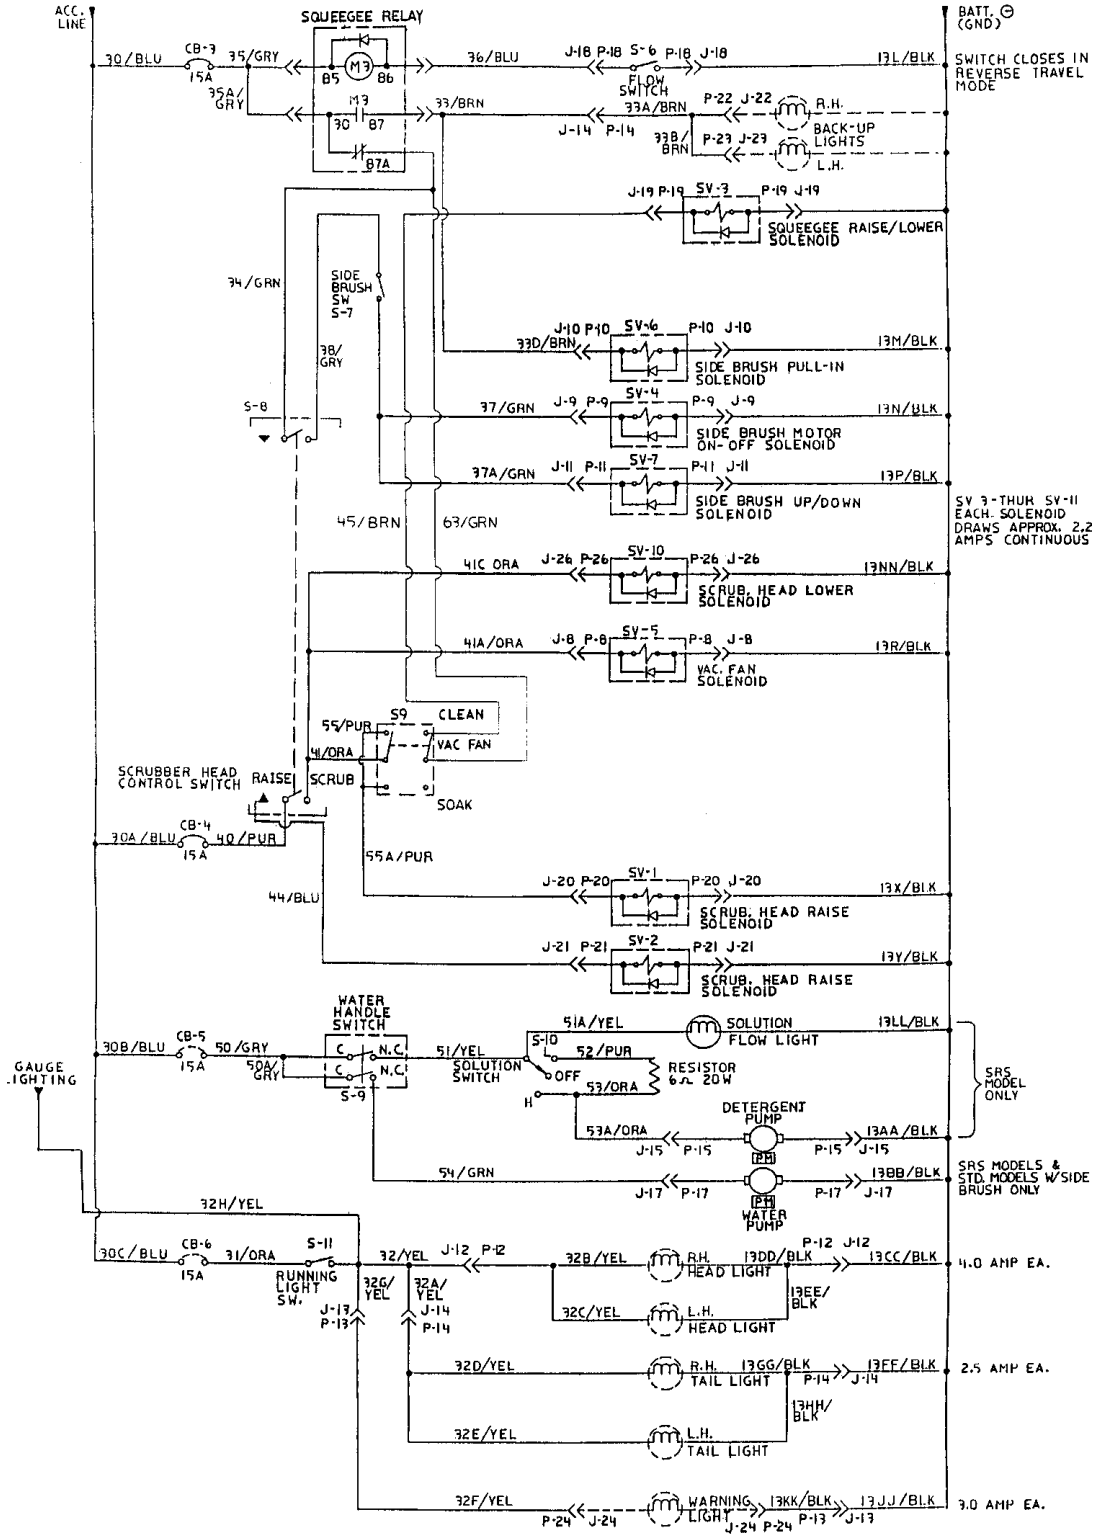 ACC.
LINE
SQUEEGEE RELAY
BATT. ⊖
(GND)
30/BLU
CB-3
15A
35/GRY
M3
85
86
36/BLU
J-18 P-18
S-6
P-18 J-18
FLOW
SWITCH
13L/BLK
SWITCH CLOSES IN
REVERSE TRAVEL
MODE
35A/
GRY
M3
30 87
87A
33/BRN
J-14 P-14
33A/BRN
P-22 J-22
R.H.
BACK-UP
LIGHTS
33B/
BRN
P-23 J-23
L.H.
J-19 P-19
SV-3
P-19 J-19
SQUEEGEE RAISE/LOWER
SOLENOID
34/GRN
SIDE
BRUSH
SW
S-7
38/
GRY
33D/BRN
J-10 P-10
SV-6
P-10 J-10
13M/BLK
SIDE BRUSH PULL-IN
SOLENOID
S-8
37/GRN
J-9 P-9
SV-4
P-9 J-9
13N/BLK
SIDE BRUSH MOTOR
ON-OFF SOLENOID
37A/GRN
J-11 P-11
SV-7
P-11 J-11
13P/BLK
SIDE BRUSH UP/DOWN
SOLENOID
SV 3-THUR SV-11
EACH. SOLENOID
DRAWS APPROX. 2.2
AMPS CONTINUOUS
45/BRN
63/GRN
41C ORA
J-26 P-26
SV-10
P-26 J-26
13NN/BLK
SCRUB. HEAD LOWER
SOLENOID
41A/ORA
J-8 P-8
SV-5
P-8 J-8
13R/BLK
VAC. FAN
SOLENOID
S9
CLEAN
55/PUR
VAC FAN
41/ORA
SOAK
SCRUBBER HEAD
CONTROL SWITCH
RAISE
SCRUB
30A/BLU
CB-4
15A
40/PUR
55A/PUR
44/BLU
J-20 P-20
SV-1
P-20 J-20
13X/BLK
SCRUB. HEAD RAISE
SOLENOID
J-21 P-21
SV-2
P-21 J-21
13Y/BLK
SCRUB. HEAD RAISE
SOLENOID
WATER
HANDLE
SWITCH
30B/BLU
CB-5
15A
50/GRY
50A/
GRY
C N.C.
C N.C.
S-9
51/YEL
SOLUTION
SWITCH
51A/YEL
S-10
L
OFF
H
52/PUR
53/ORA
RESISTOR
6Ω 20W
SOLUTION
FLOW LIGHT
13LL/BLK
SRS
MODEL
ONLY
GAUGE
LIGHTING
53A/ORA
J-15 P-15
DETERGENT
PUMP
PM
P-15 J-15
13AA/BLK
54/GRN
J-17 P-17
PM
WATER
PUMP
P-17 J-17
13BB/BLK
SRS MODELS &
STD. MODELS W/SIDE
BRUSH ONLY
32H/YEL
30C/BLU
CB-6
15A
31/ORA
S-11
RUNNING
LIGHT
SW.
32/YEL
J-12 P-12
32B/YEL
R.H.
HEAD LIGHT
13DD/BLK
P-12 J-12
13CC/BLK
4.0 AMP EA.
32G/
YEL
32A/
YEL
J-13
P-13
J-14
P-14
32C/YEL
L.H.
HEAD LIGHT
13EE/
BLK
32D/YEL
R.H.
TAIL LIGHT
13GG/BLK
P-14 J-14
13FF/BLK
2.5 AMP EA.
32E/YEL
L.H.
TAIL LIGHT
13HH/
BLK
32F/YEL
P-24 J-24
WARNING
LIGHT
J-24 P-24
13KK/BLK
P-13 J-13
13JJ/BLK
3.0 AMP EA.